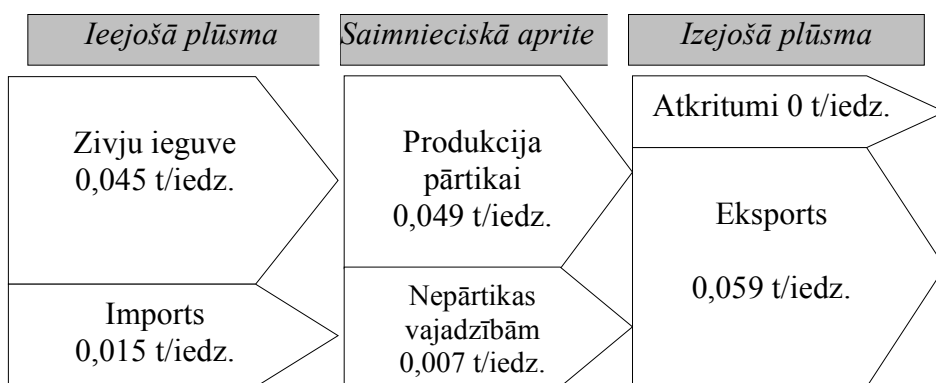 Ieejošā plūsma
Saimnieciskā aprite
Izejošā plūsma
Zivju ieguve
0,045 t/iedz.
Imports
0,015 t/iedz.
Produkcija
pārtikai
0,049 t/iedz.
Nepārtikas
vajadzībām
0,007 t/iedz.
Atkritumi 0 t/iedz.
Eksports
0,059 t/iedz.